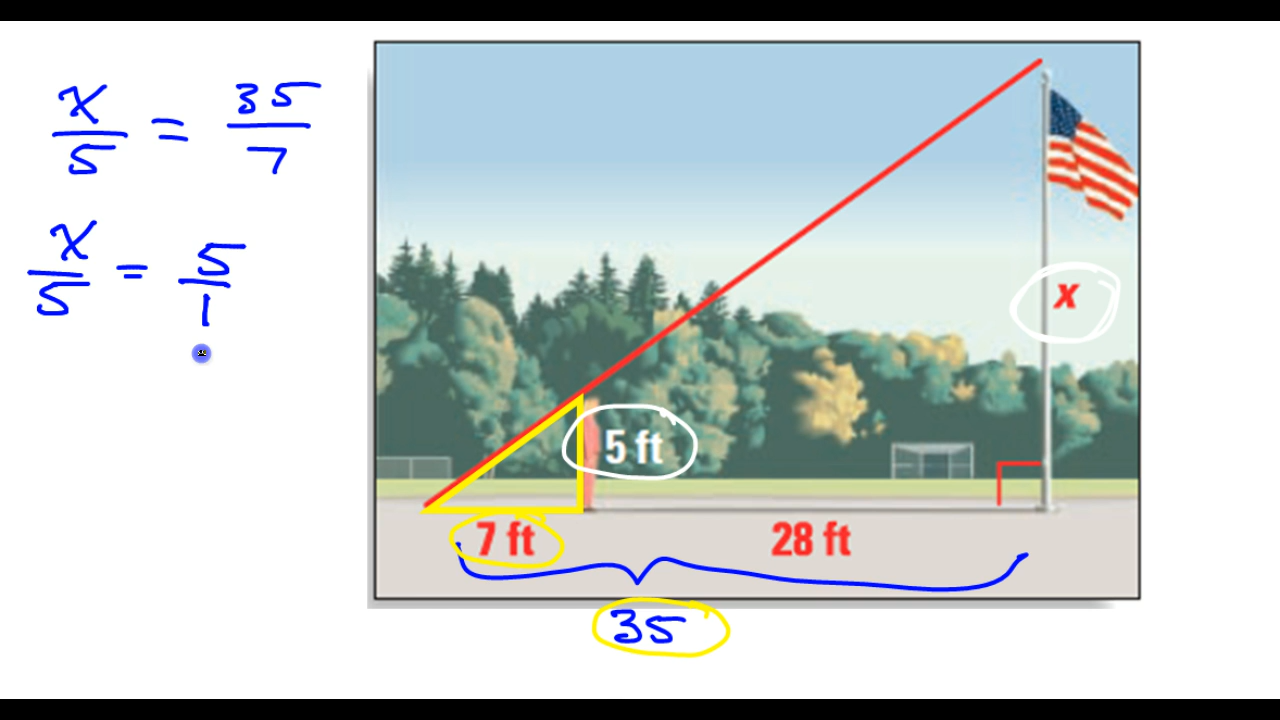 x/5 = 35/7
x/5 = 5/1
x
5 ft
7 ft
28 ft
35